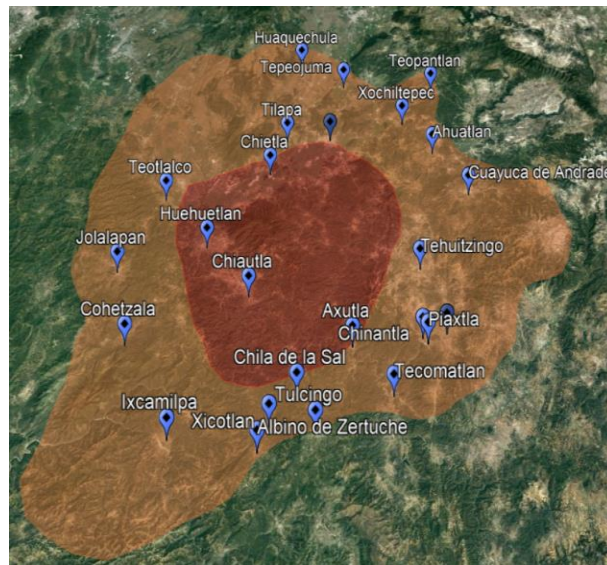 Huaquechula
Tepeojuma
Teopantlan
Xochiltepec
Tilapa
Ahuatlan
Chietla
Teotlalco
Cuayuca de Andrade
Huehuetlan
Jolalapan
Tehuitzingo
Chiautla
Cohetzala
Axutla
Piaxtla
Chinantla
Chila de la Sal
Tecomatlan
Ixcamilpa
Tulcingo
Xicotlan
Albino de Zertuche